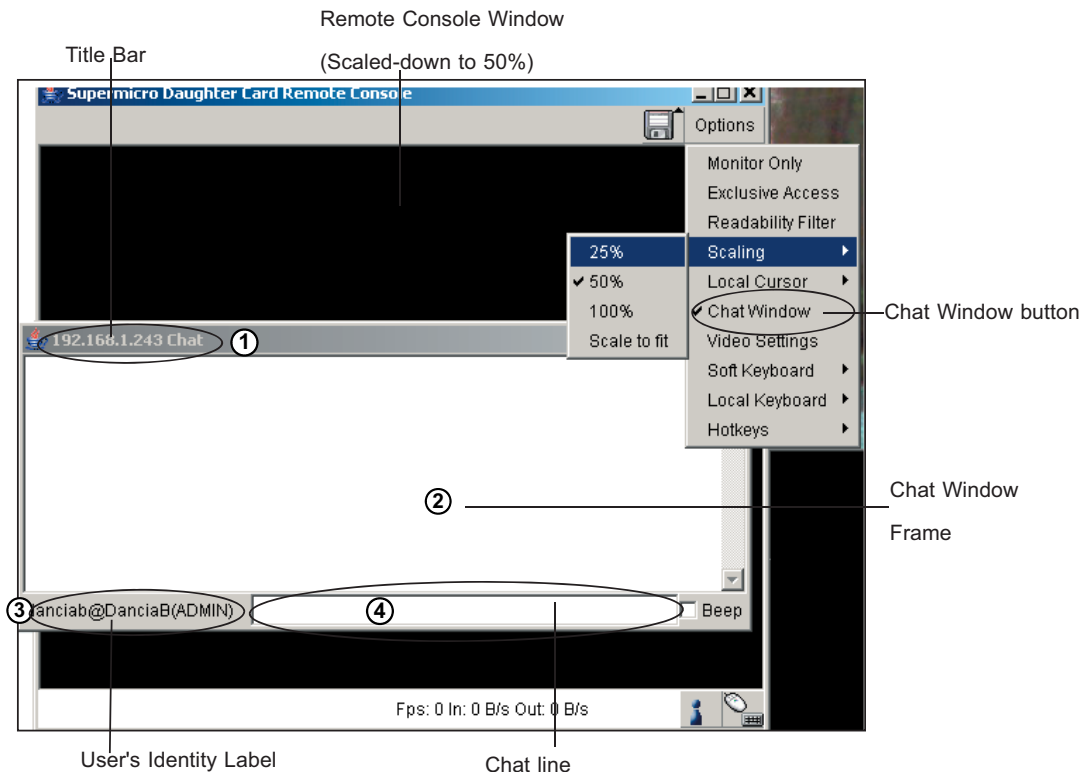 Remote Console Window
(Scaled-down to 50%)
Title Bar
Supermicro Daughter Card Remote Console
Options
Monitor Only
Exclusive Access
Readability Filter
Scaling
Local Cursor
Chat Window
Video Settings
Soft Keyboard
Local Keyboard
Hotkeys
25%
50%
100%
Scale to fit
Chat Window button
192.168.1.243 Chat
1
2
Chat Window
Frame
3
anciab@DanciaB(ADMIN)
4
Beep
Fps: 0 In: 0 B/s Out: 0 B/s
User's Identity Label
Chat line